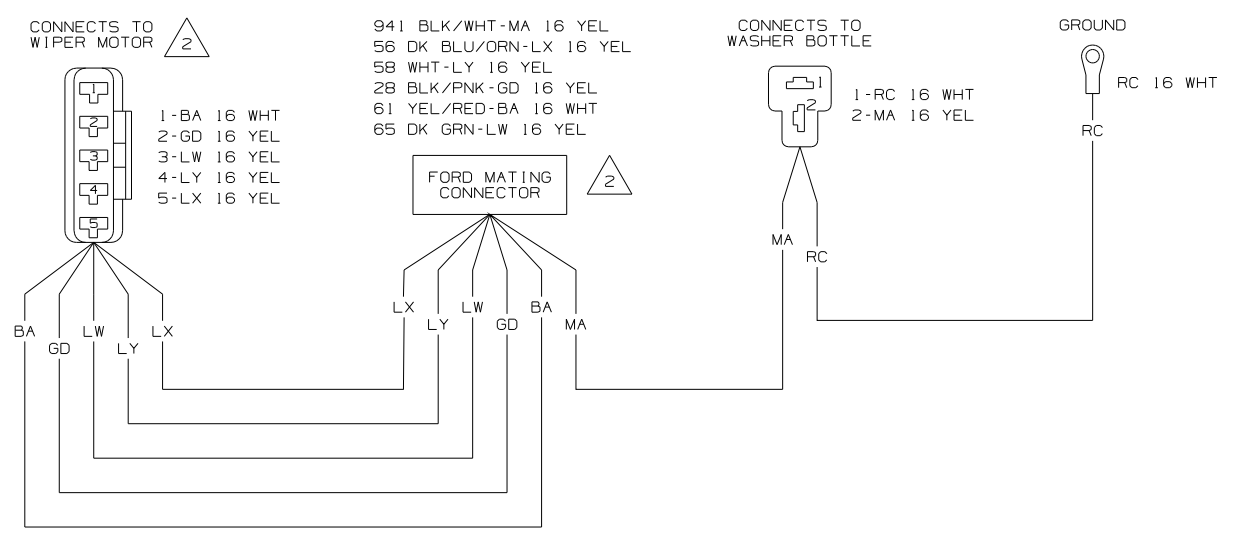 CONNECTS TO
WIPER MOTOR
2
1
2
3
4
5
1-BA 16 WHT
2-GD 16 YEL
3-LW 16 YEL
4-LY 16 YEL
5-LX 16 YEL
941 BLK/WHT-MA 16 YEL
56 DK BLU/ORN-LX 16 YEL
58 WHT-LY 16 YEL
28 BLK/PNK-GD 16 YEL
61 YEL/RED-BA 16 WHT
65 DK GRN-LW 16 YEL
FORD MATING
CONNECTOR
2
CONNECTS TO
WASHER BOTTLE
1
2
1-RC 16 WHT
2-MA 16 YEL
GROUND
RC 16 WHT
RC
MA
RC
BA
GD
LW
LY
LX
LX
LY
LW
GD
BA
MA